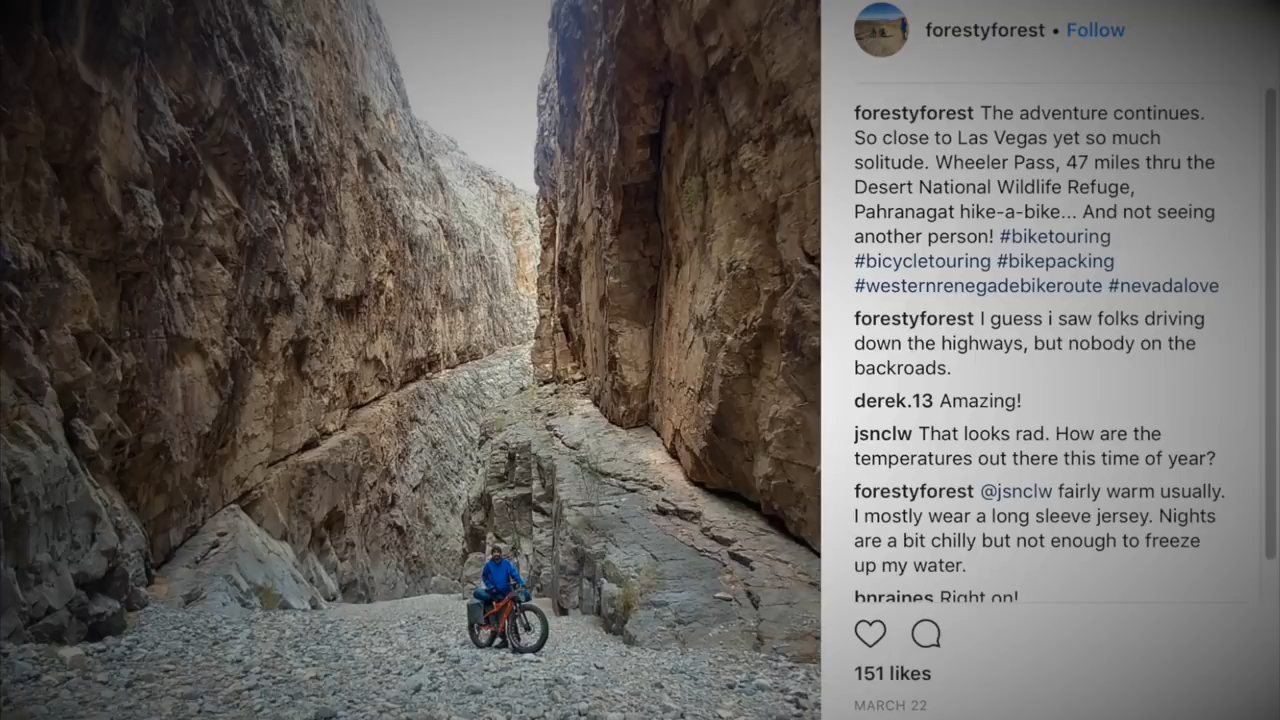 forestyforest • Follow
forestyforest The adventure continues.
So close to Las Vegas yet so much
solitude. Wheeler Pass, 47 miles thru the
Desert National Wildlife Refuge,
Pahranagat hike-a-bike... And not seeing
another person! #biketouring
#bicycletouring #bikepacking
#westernrenegadebikeroute #nevadalove
forestyforest I guess i saw folks driving
down the highways, but nobody on the
backroads.
derek.13 Amazing!
jsnclw That looks rad. How are the
temperatures out there this time of year?
forestyforest @jsnclw fairly warm usually.
I mostly wear a long sleeve jersey. Nights
are a bit chilly but not enough to freeze
up my water.
bnraines Right on!
151 likes
MARCH 22